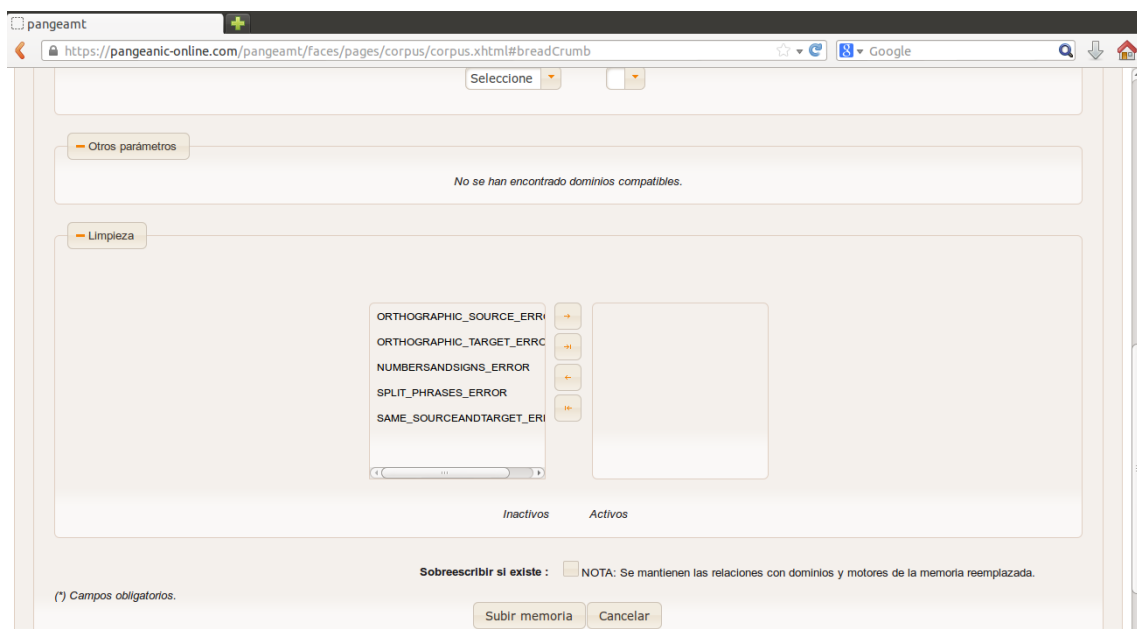 pangeamt
https://pangeanic-online.com/pangeamt/faces/pages/corpus/corpus.xhtml#breadCrumb
Google
Seleccione
Otros parámetros
No se han encontrado dominios compatibles.
Limpieza
ORTHOGRAPHIC_SOURCE_ERR
ORTHOGRAPHIC_TARGET_ERRO
NUMBERSANDSIGNS_ERROR
SPLIT_PHRASES_ERROR
SAME_SOURCEANDTARGET_ER
Inactivos Activos
Sobreescribir si existe : NOTA: Se mantienen las relaciones con dominios y motores de la memoria reemplazada.
(*) Campos obligatorios.
Subir memoria Cancelar